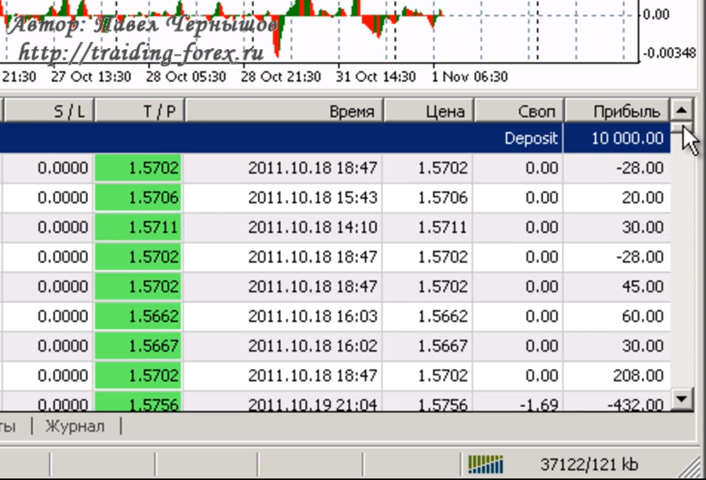 0.00
Автор: Павел Чернышов
http://traiding-forex.ru
-0.00348
21:30 27 Oct 13:30 28 Oct 05:30 28 Oct 21:30 31 Oct 14:30 1 Nov 06:30
S / L T / P Время Цена Своп Прибыль
Deposit 10 000.00
0.0000 1.5702 2011.10.18 18:47 1.5702 0.00 -28.00
0.0000 1.5706 2011.10.18 15:43 1.5706 0.00 20.00
0.0000 1.5711 2011.10.18 14:10 1.5711 0.00 30.00
0.0000 1.5702 2011.10.18 18:47 1.5702 0.00 -28.00
0.0000 1.5702 2011.10.18 18:47 1.5702 0.00 45.00
0.0000 1.5662 2011.10.18 16:03 1.5662 0.00 60.00
0.0000 1.5667 2011.10.18 16:02 1.5667 0.00 30.00
0.0000 1.5702 2011.10.18 18:47 1.5702 0.00 208.00
0.0000 1.5756 2011.10.19 21:04 1.5756 -1.69 -432.00
ты | Журнал |
37122/121 kb